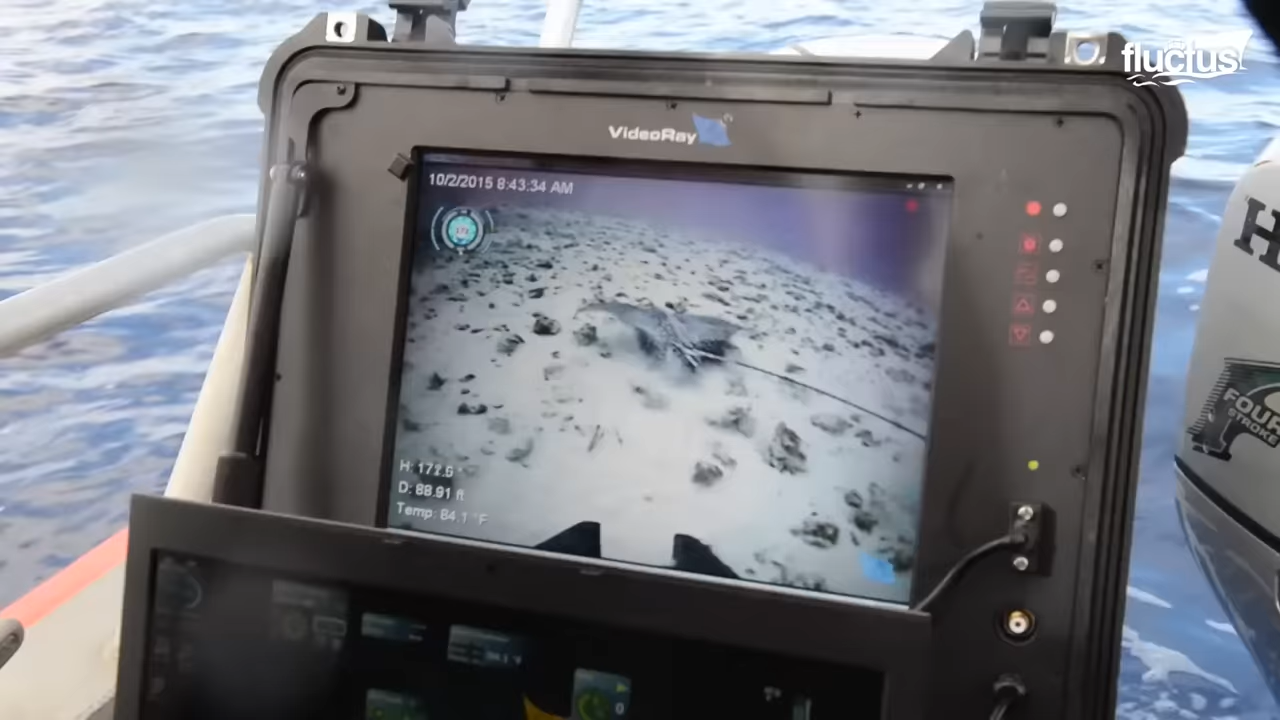 fluctus
VideoRay
10/2/2015 8:43:34 AM
H: 172.5 °
D: 88.91 ft
Temp: 84.1 °F
H
FOUR
STROKE